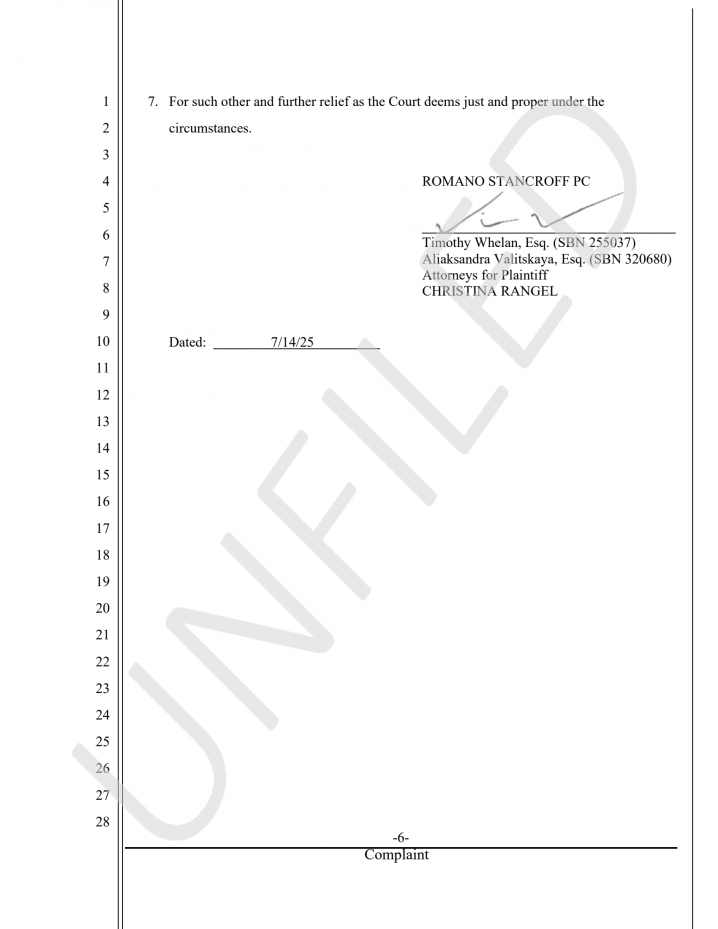 1
2
3
4
5
6
7
8
9
10
11
12
13
14
15
16
17
18
19
20
21
22
23
24
25
26
27
28
7. For such other and further relief as the Court deems just and proper under the
circumstances.
ROMANO STANCROFF PC
Timothy Whelan, Esq. (SBN 255037)
Aliaksandra Valitskaya, Esq. (SBN 320680)
Attorneys for Plaintiff
CHRISTINA RANGEL
Dated: 7/14/25
UNFILED
-6-
Complaint